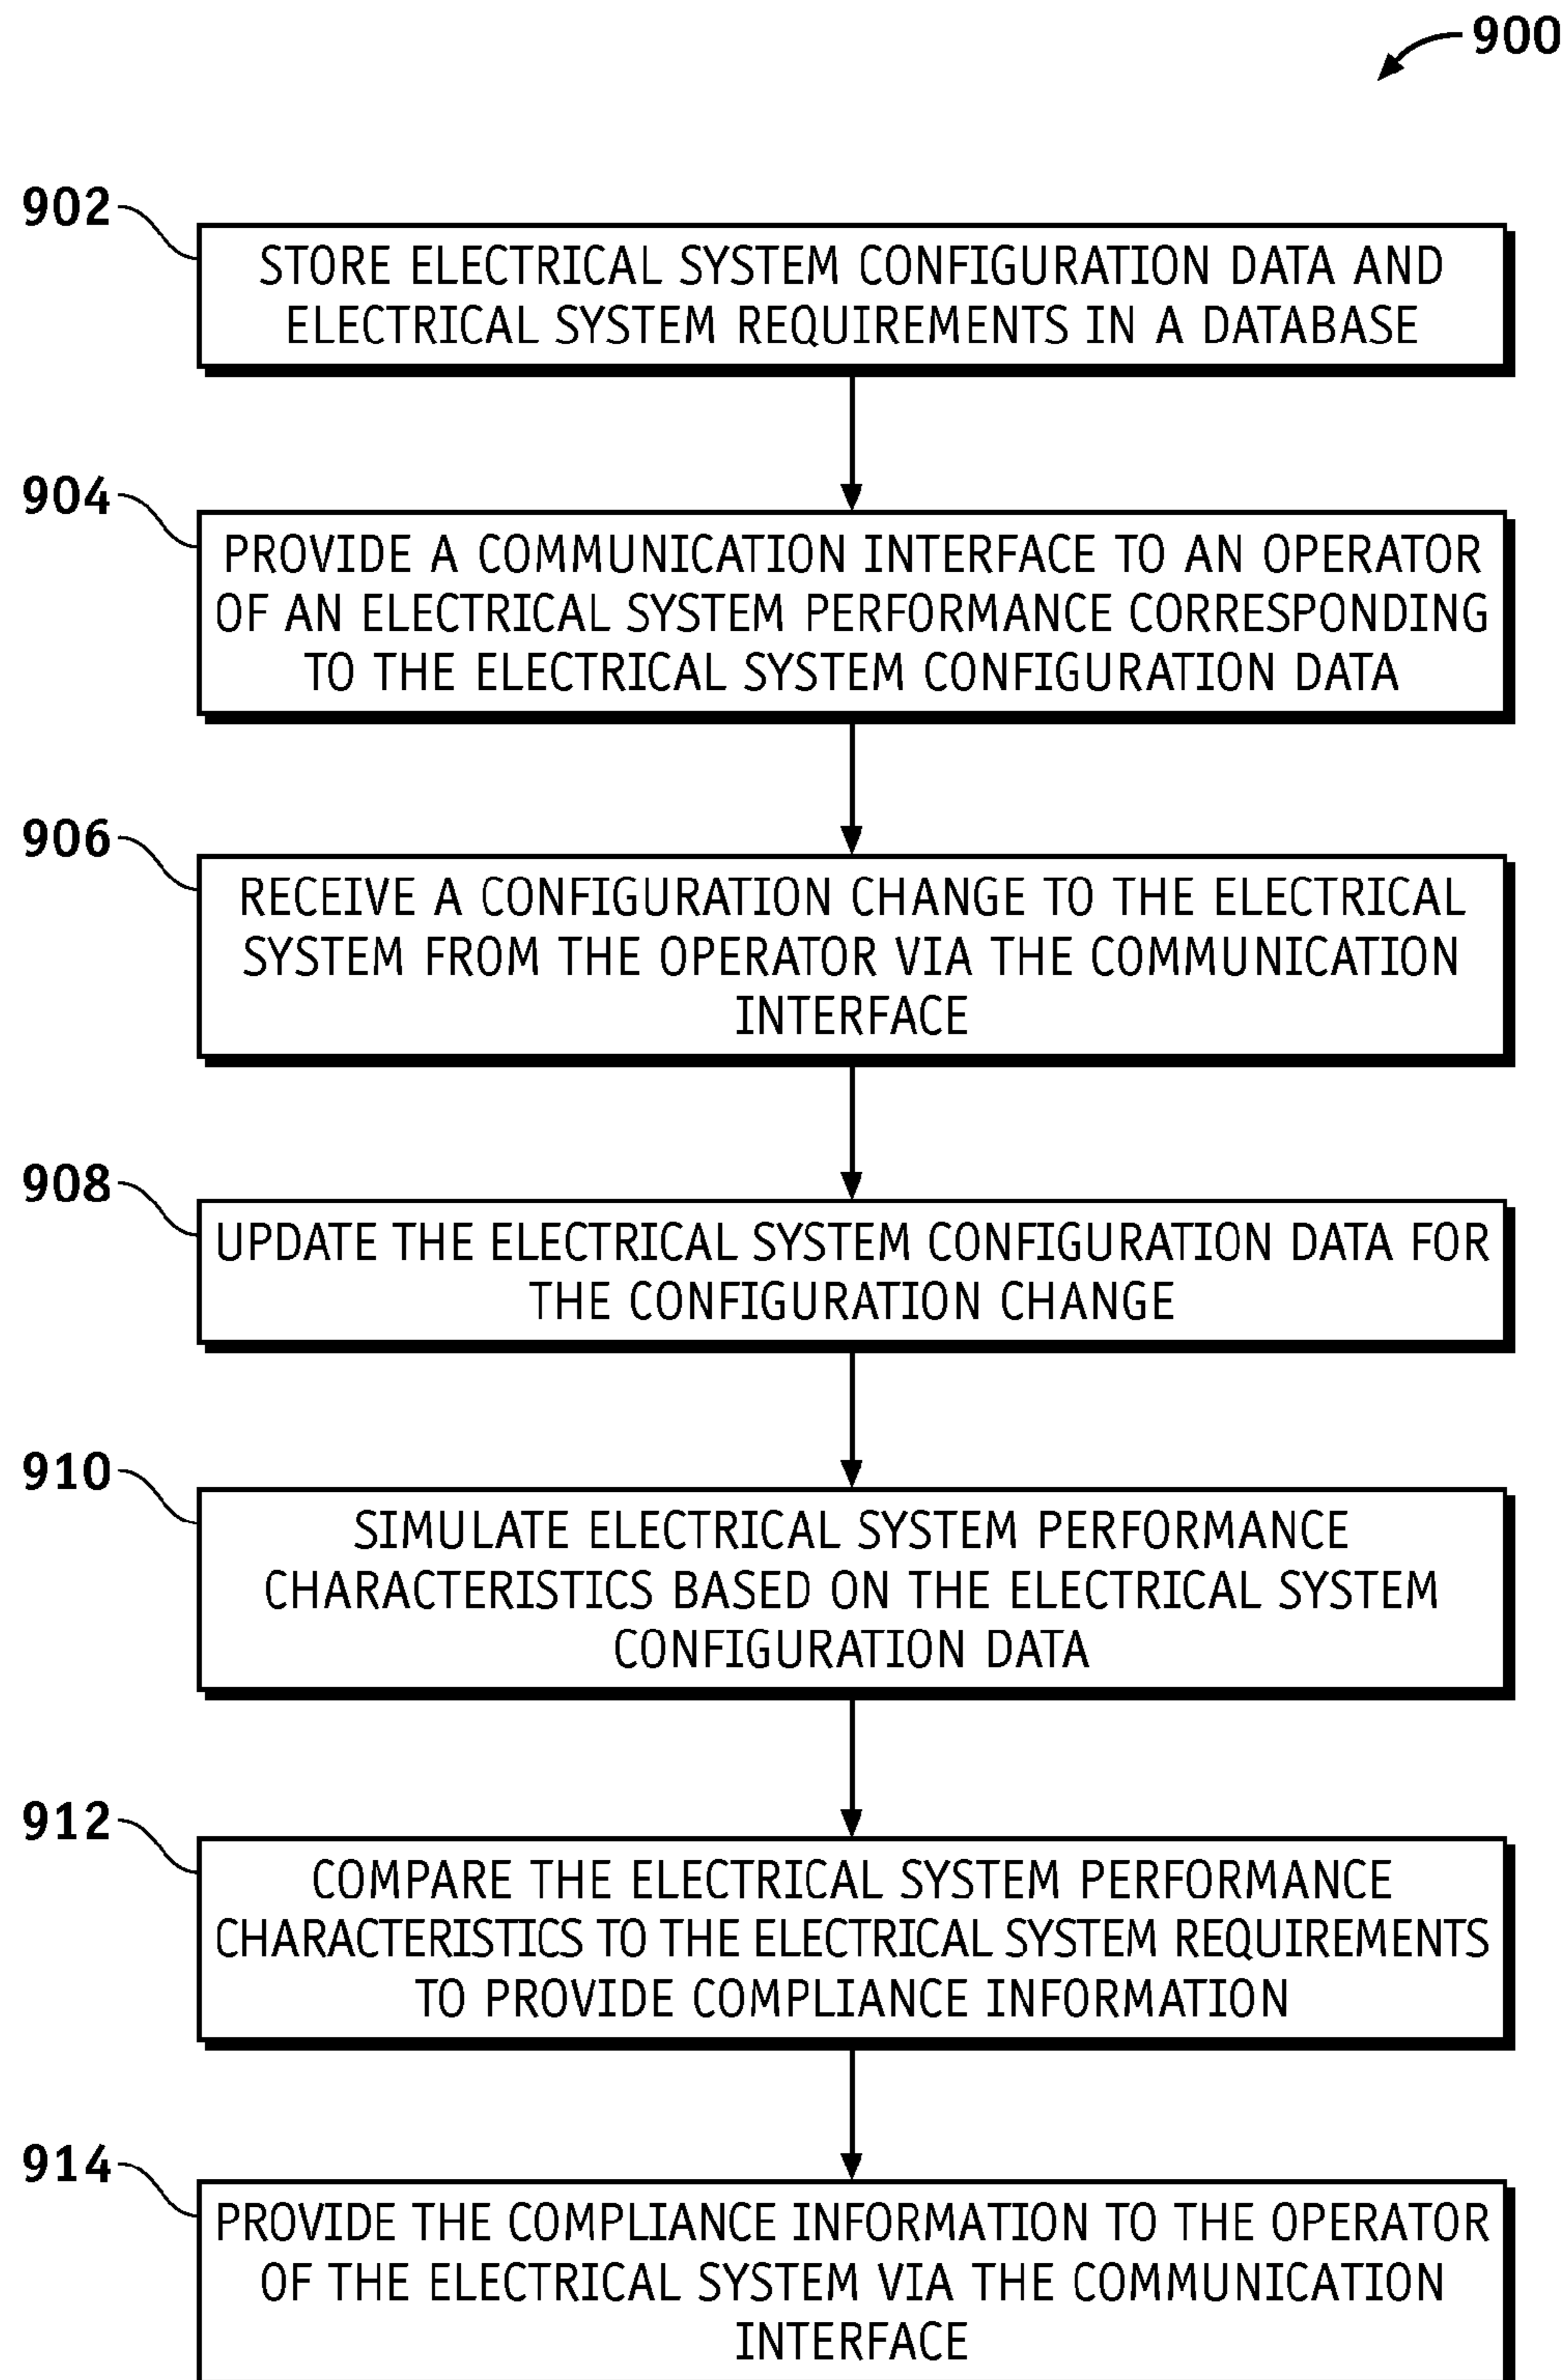 900
902
STORE ELECTRICAL SYSTEM CONFIGURATION DATA AND
ELECTRICAL SYSTEM REQUIREMENTS IN A DATABASE
904
PROVIDE A COMMUNICATION INTERFACE TO AN OPERATOR
OF AN ELECTRICAL SYSTEM PERFORMANCE CORRESPONDING
TO THE ELECTRICAL SYSTEM CONFIGURATION DATA
906
RECEIVE A CONFIGURATION CHANGE TO THE ELECTRICAL
SYSTEM FROM THE OPERATOR VIA THE COMMUNICATION
INTERFACE
908
UPDATE THE ELECTRICAL SYSTEM CONFIGURATION DATA FOR
THE CONFIGURATION CHANGE
910
SIMULATE ELECTRICAL SYSTEM PERFORMANCE
CHARACTERISTICS BASED ON THE ELECTRICAL SYSTEM
CONFIGURATION DATA
912
COMPARE THE ELECTRICAL SYSTEM PERFORMANCE
CHARACTERISTICS TO THE ELECTRICAL SYSTEM REQUIREMENTS
TO PROVIDE COMPLIANCE INFORMATION
914
PROVIDE THE COMPLIANCE INFORMATION TO THE OPERATOR
OF THE ELECTRICAL SYSTEM VIA THE COMMUNICATION
INTERFACE